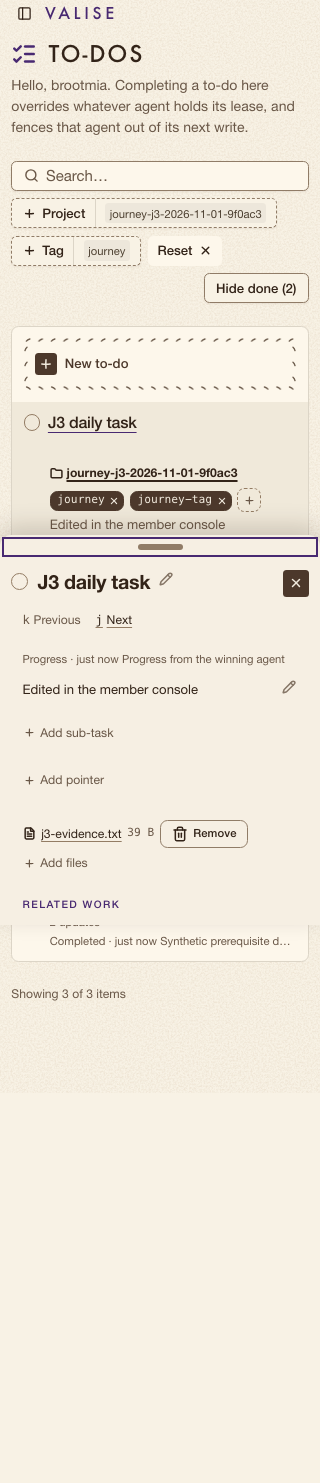 VALISE
TO-DOS
Hello, brootmia. Completing a to-do here
overrides whatever agent holds its lease, and
fences that agent out of its next write.
Search…
+ Project journey-j3-2026-11-01-9f0ac3
+ Tag journey Reset ×
Hide done (2)
+ New to-do
J3 daily task
journey-j3-2026-11-01-9f0ac3
journey × journey-tag × +
Edited in the member console
J3 daily task ×
k Previous j Next
Progress · just now Progress from the winning agent
Edited in the member console
+ Add sub-task
+ Add pointer
j3-evidence.txt 39 B Remove
+ Add files
RELATED WORK
Completed · just now Synthetic prerequisite d…
Showing 3 of 3 items